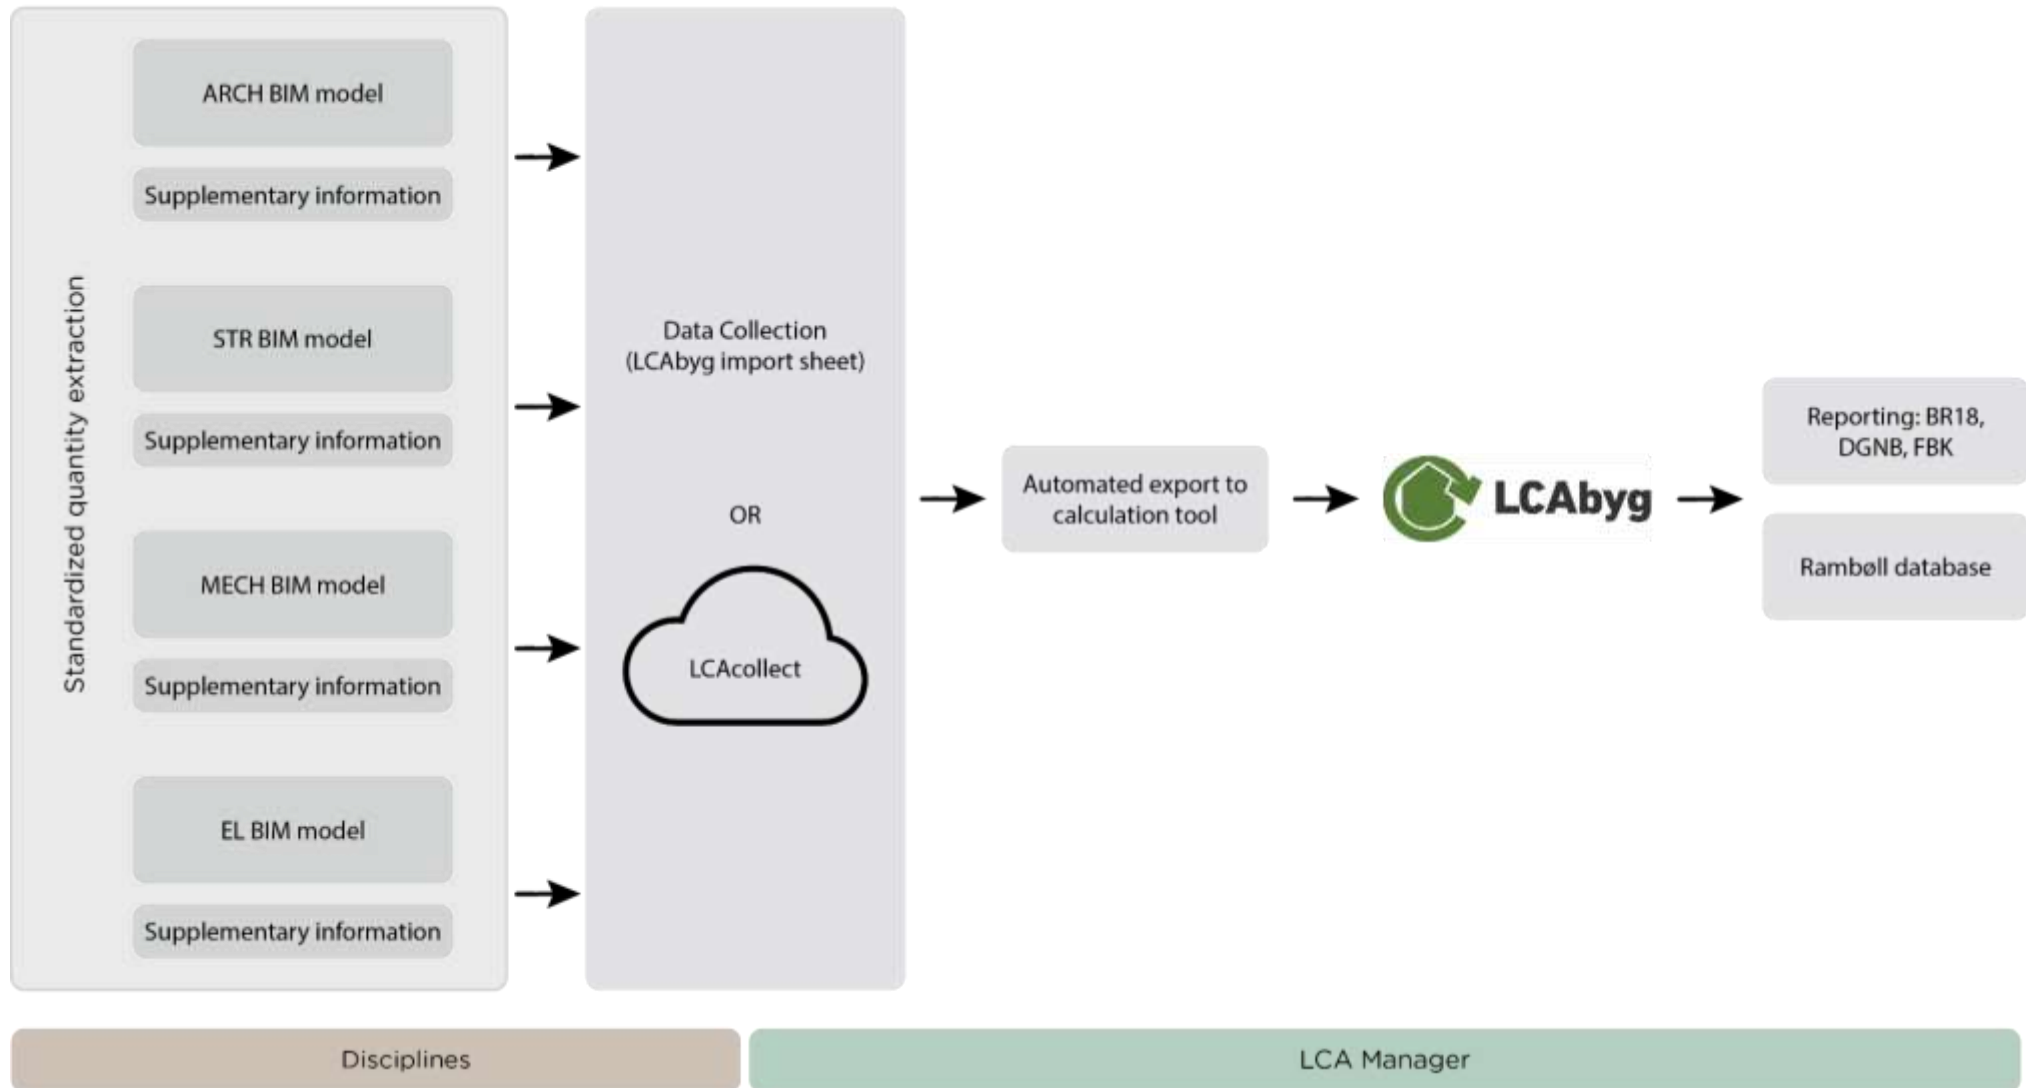 Standardized quantity extraction
ARCH BIM model
Supplementary information
STR BIM model
Supplementary information
MECH BIM model
Supplementary information
EL BIM model
Supplementary information
Data Collection
(LCAbyg import sheet)
OR
LCAcollect
Automated export to
calculation tool
LCAbyg
Reporting: BR18,
DGNB, FBK
Rambøll database
Disciplines
LCA Manager